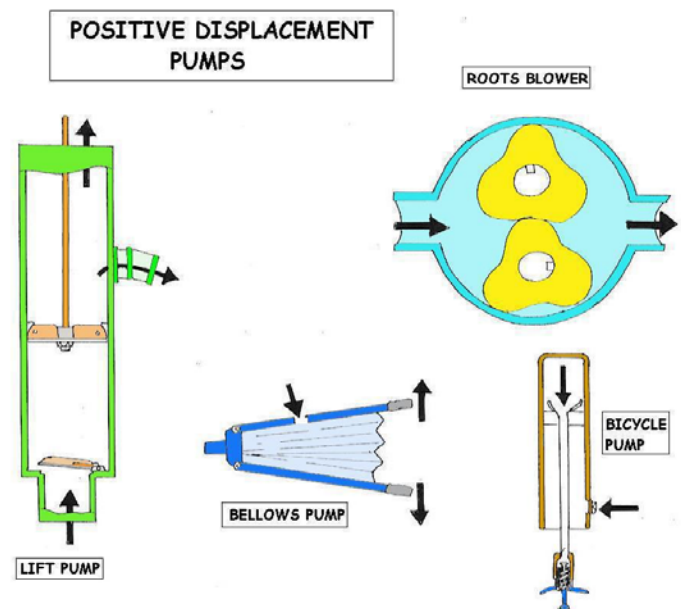 POSITIVE DISPLACEMENT
PUMPS
ROOTS BLOWER
BICYCLE
PUMP
BELLOWS PUMP
LIFT PUMP